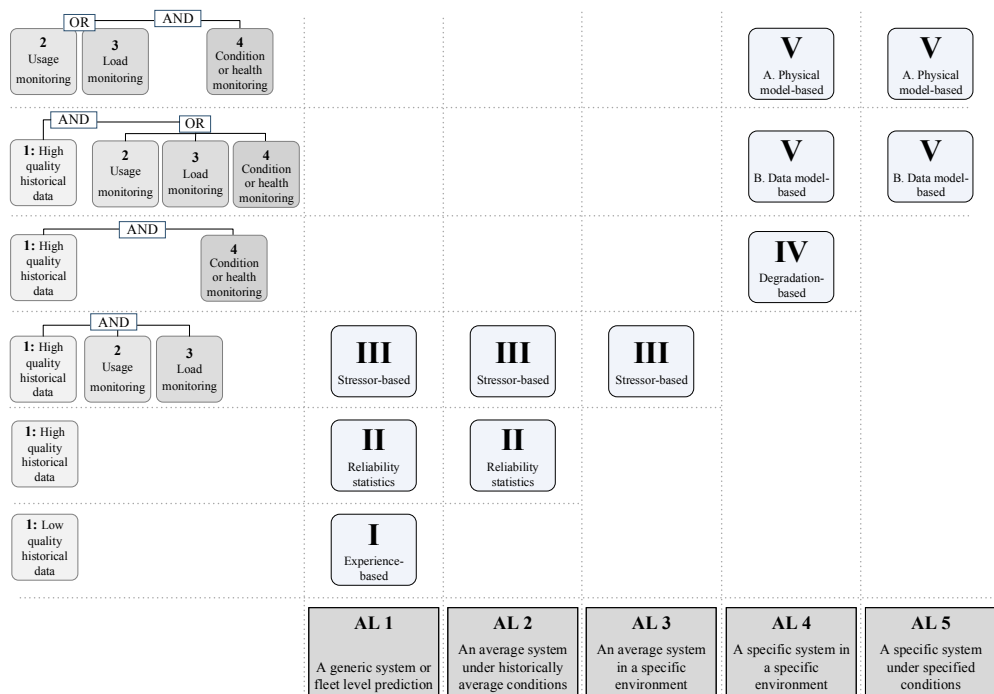 OR
AND
2
Usage
monitoring
3
Load
monitoring
4
Condition
or health
monitoring
V
A. Physical
model-based
V
A. Physical
model-based
AND
OR
1: High
quality
historical
data
2
Usage
monitoring
3
Load
monitoring
4
Condition
or health
monitoring
V
B. Data model-
based
V
B. Data model-
based
AND
1: High
quality
historical
data
4
Condition
or health
monitoring
IV
Degradation-
based
AND
1: High
quality
historical
data
2
Usage
monitoring
3
Load
monitoring
III
Stressor-based
III
Stressor-based
III
Stressor-based
1: High
quality
historical
data
II
Reliability
statistics
II
Reliability
statistics
1: Low
quality
historical
data
I
Experience-
based
AL 1
A generic system or
fleet level prediction
AL 2
An average system
under historically
average conditions
AL 3
An average system
in a specific
environment
AL 4
A specific system in
a specific
environment
AL 5
A specific system
under specified
conditions